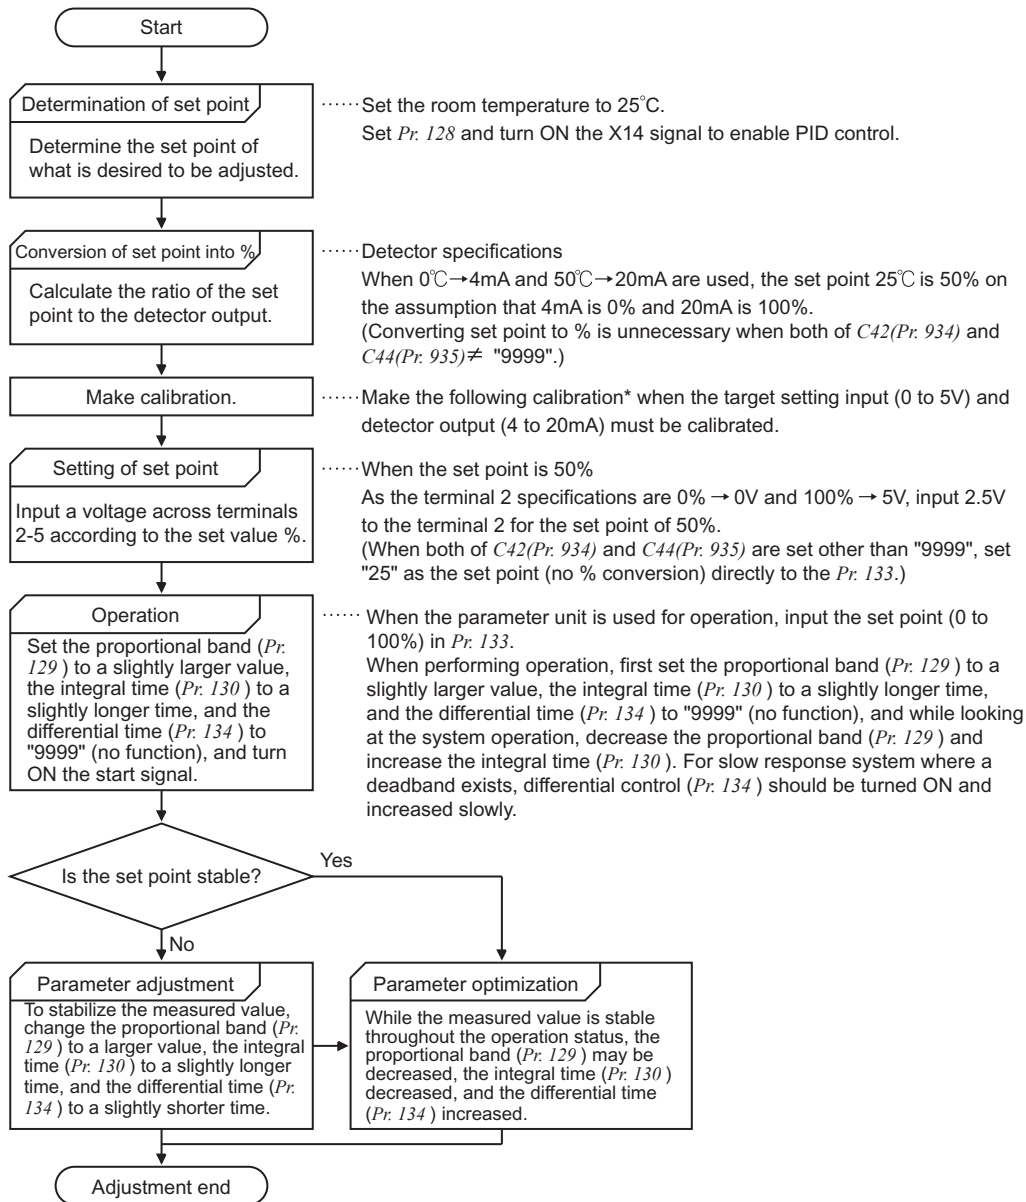 Start
Determination of set point
Determine the set point of
what is desired to be adjusted.
······Set the room temperature to 25°C.
Set Pr. 128 and turn ON the X14 signal to enable PID control.
Conversion of set point into %
Calculate the ratio of the set
point to the detector output.
······Detector specifications
When 0℃→4mA and 50℃→20mA are used, the set point 25℃ is 50% on
the assumption that 4mA is 0% and 20mA is 100%.
(Converting set point to % is unnecessary when both of C42(Pr. 934) and
C44(Pr. 935)≠ "9999".)
Make calibration.
······Make the following calibration* when the target setting input (0 to 5V) and
detector output (4 to 20mA) must be calibrated.
Setting of set point
Input a voltage across terminals
2-5 according to the set value %.
······When the set point is 50%
As the terminal 2 specifications are 0% → 0V and 100% → 5V, input 2.5V
to the terminal 2 for the set point of 50%.
(When both of C42(Pr. 934) and C44(Pr. 935) are set other than "9999", set
"25" as the set point (no % conversion) directly to the Pr. 133.)
Operation
Set the proportional band (Pr.
129 ) to a slightly larger value,
the integral time (Pr. 130 ) to a
slightly longer time, and the
differential time (Pr. 134 ) to
"9999" (no function), and turn
ON the start signal.
······ When the parameter unit is used for operation, input the set point (0 to
100%) in Pr. 133.
When performing operation, first set the proportional band (Pr. 129 ) to a
slightly larger value, the integral time (Pr. 130 ) to a slightly longer time,
and the differential time (Pr. 134 ) to "9999" (no function), and while looking
at the system operation, decrease the proportional band (Pr. 129 ) and
increase the integral time (Pr. 130 ). For slow response system where a
deadband exists, differential control (Pr. 134 ) should be turned ON and
increased slowly.
Is the set point stable?
Yes
No
Parameter adjustment
To stabilize the measured value,
change the proportional band (Pr.
129 ) to a larger value, the integral
time (Pr. 130 ) to a slightly longer
time, and the differential time (Pr.
134 ) to a slightly shorter time.
Parameter optimization
While the measured value is stable
throughout the operation status, the
proportional band (Pr. 129 ) may be
decreased, the integral time (Pr. 130 )
decreased, and the differential time
(Pr. 134 ) increased.
Adjustment end